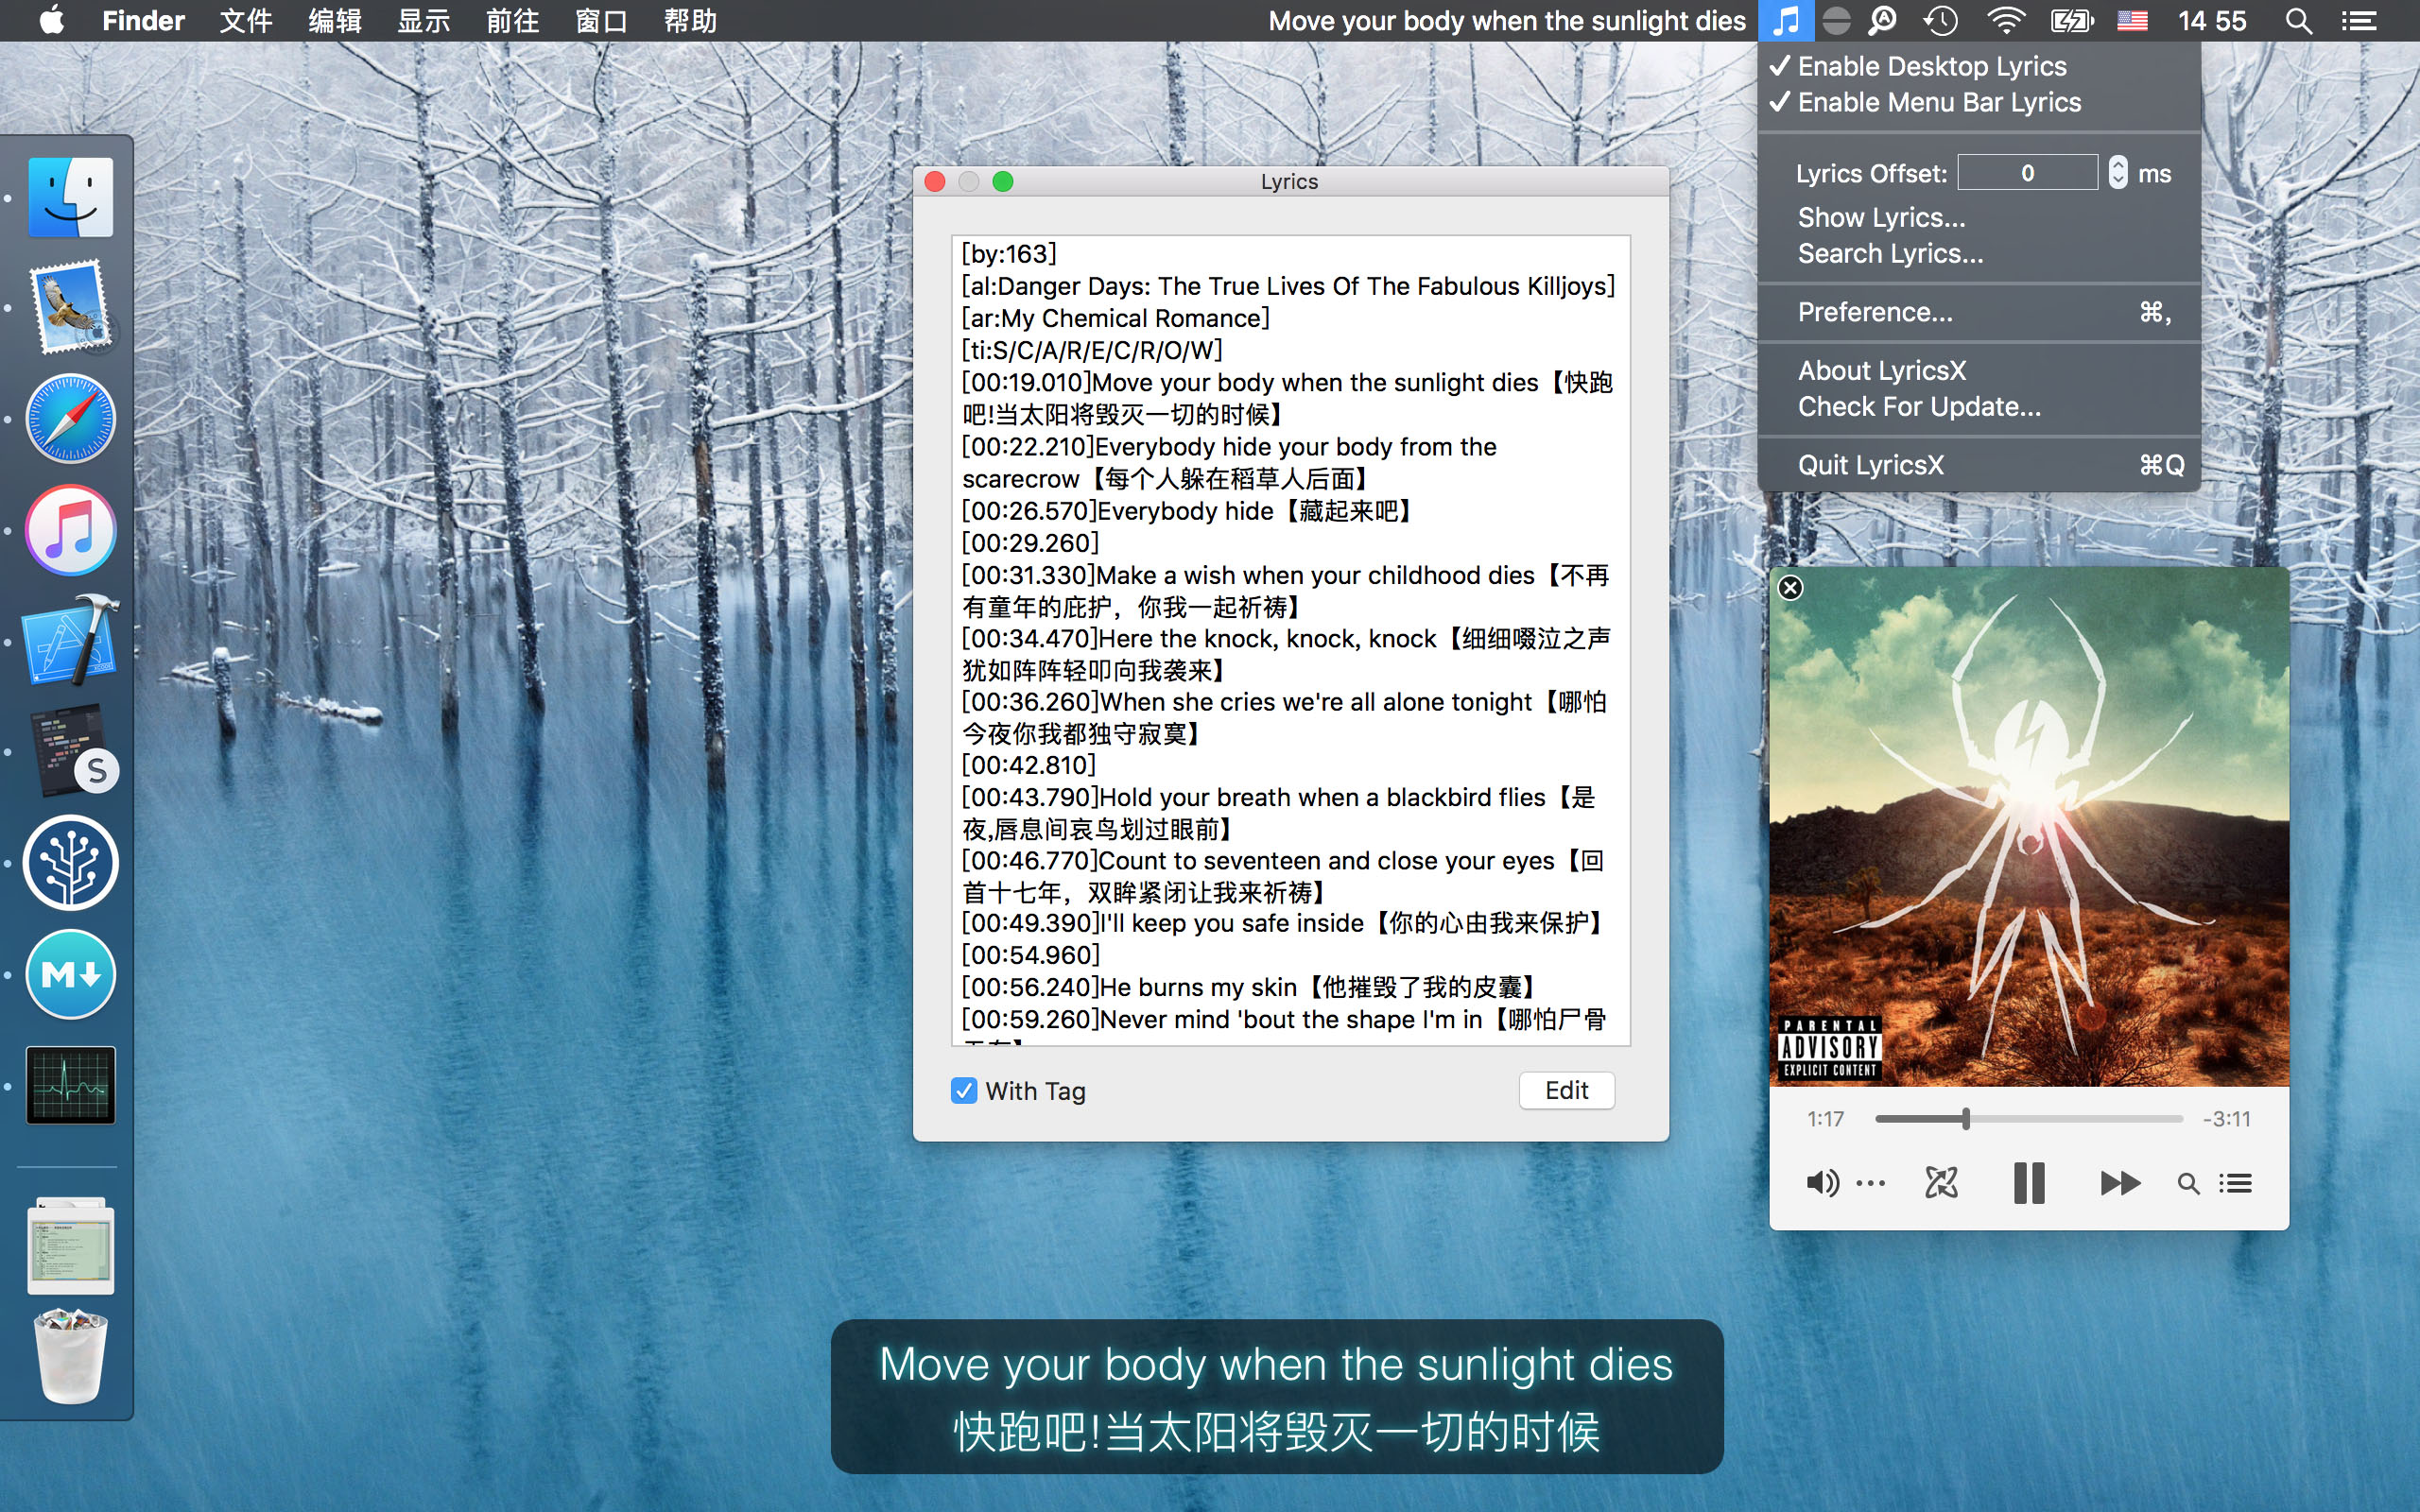 Finder 文件 编辑 显示 前往 窗口 帮助 Move your body when the sunlight dies 14 55
Enable Desktop Lyrics
Enable Menu Bar Lyrics
Lyrics Offset: 0 ms
Show Lyrics...
Search Lyrics...
Preference... ⌘,
About LyricsX
Check For Update...
Quit LyricsX ⌘Q
Lyrics
[by:163]
[al:Danger Days: The True Lives Of The Fabulous Killjoys]
[ar:My Chemical Romance]
[ti:S/C/A/R/E/C/R/O/W]
[00:19.010]Move your body when the sunlight dies【快跑
吧!当太阳将毁灭一切的时候】
[00:22.210]Everybody hide your body from the
scarecrow【每个人躲在稻草人后面】
[00:26.570]Everybody hide【藏起来吧】
[00:29.260]
[00:31.330]Make a wish when your childhood dies【不再
有童年的庇护，你我一起祈祷】
[00:34.470]Here the knock, knock, knock【细细啜泣之声
犹如阵阵轻叩向我袭来】
[00:36.260]When she cries we're all alone tonight【哪怕
今夜你我都独守寂寞】
[00:42.810]
[00:43.790]Hold your breath when a blackbird flies【是
夜,唇息间哀鸟划过眼前】
[00:46.770]Count to seventeen and close your eyes【回
首十七年，双眸紧闭让我来祈祷】
[00:49.390]I'll keep you safe inside【你的心由我来保护】
[00:54.960]
[00:56.240]He burns my skin【他摧毁了我的皮囊】
[00:59.260]Never mind 'bout the shape I'm in【哪怕尸骨
With Tag
Edit
PARENTAL
ADVISORY
EXPLICIT CONTENT
1:17 -3:11
S
M
Move your body when the sunlight dies
快跑吧!当太阳将毁灭一切的时候